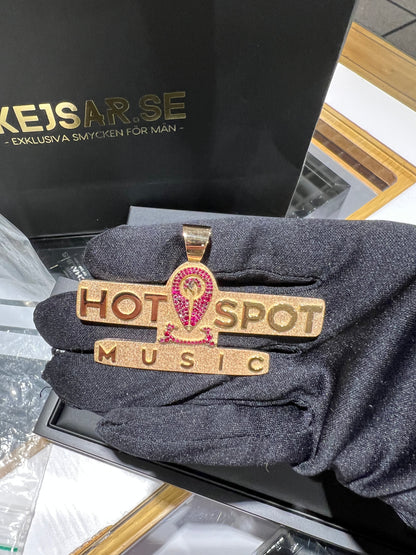 KEJSAR.SE
- EXKLUSIVA SMYCKEN FÖR MÄN -
HOT SPOT
MUSIC